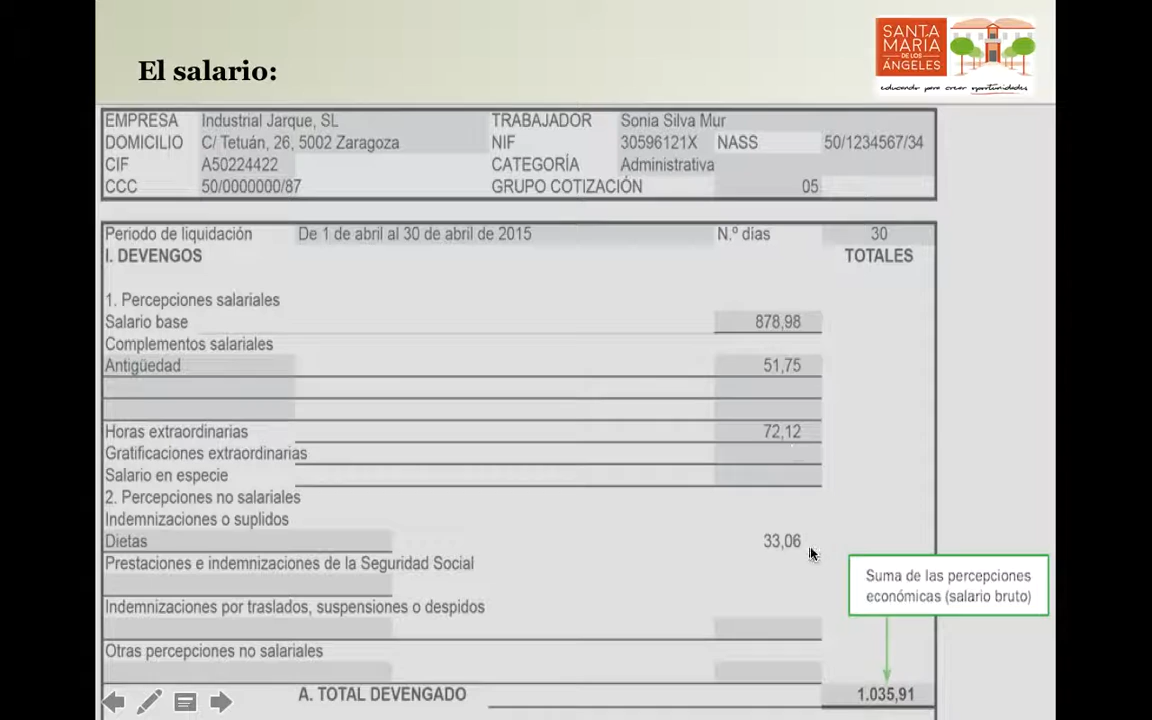 SANTA
MARÍA
DE LOS
ÁNGELES
educando para crear oportunidades
El salario:
EMPRESA Industrial Jarque, SL TRABAJADOR Sonia Silva Mur
DOMICILIO C/ Tetuán, 26, 5002 Zaragoza NIF 30596121X NASS 50/1234567/34
CIF A50224422 CATEGORÍA Administrativa
CCC 50/0000000/87 GRUPO COTIZACIÓN 05
Periodo de liquidación De 1 de abril al 30 de abril de 2015 N.º días 30
I. DEVENGOS TOTALES
1. Percepciones salariales
Salario base 878,98
Complementos salariales
Antigüedad 51,75
Horas extraordinarias 72,12
Gratificaciones extraordinarias
Salario en especie
2. Percepciones no salariales
Indemnizaciones o suplidos
Dietas 33,06
Prestaciones e indemnizaciones de la Seguridad Social
Suma de las percepciones
económicas (salario bruto)
Indemnizaciones por traslados, suspensiones o despidos
Otras percepciones no salariales
A. TOTAL DEVENGADO 1.035,91